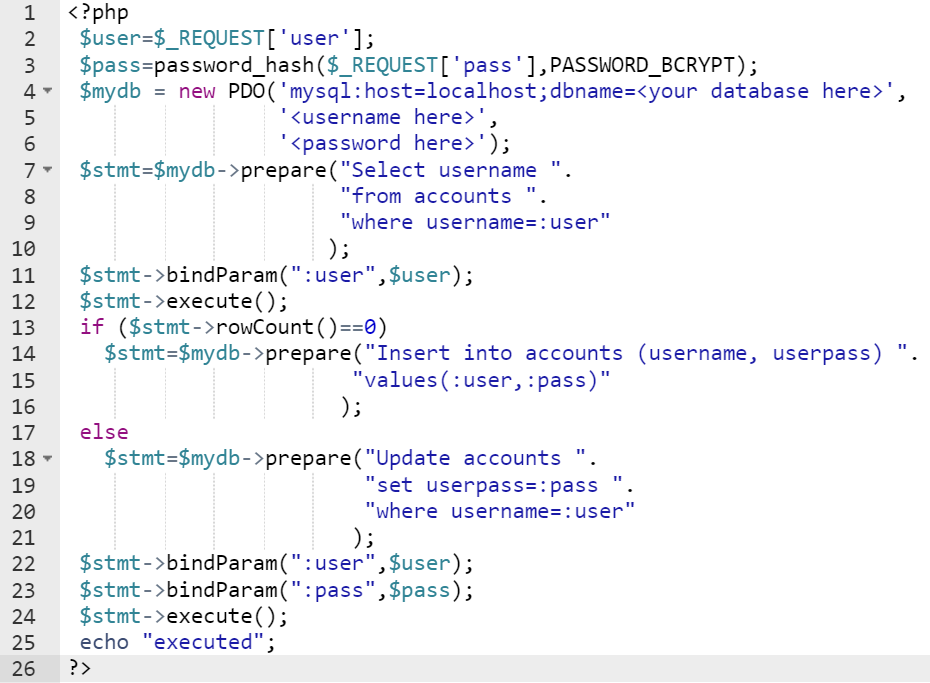 1 <?php
2 $user=$_REQUEST['user'];
3 $pass=password_hash($_REQUEST['pass'],PASSWORD_BCRYPT);
4 $mydb = new PDO('mysql:host=localhost;dbname=<your database here>',
5 '<username here>',
6 '<password here>');
7 $stmt=$mydb->prepare("Select username ".
8 "from accounts ".
9 "where username=:user"
10 );
11 $stmt->bindParam(":user",$user);
12 $stmt->execute();
13 if ($stmt->rowCount()==0)
14 $stmt=$mydb->prepare("Insert into accounts (username, userpass) ".
15 "values(:user,:pass)"
16 );
17 else
18 $stmt=$mydb->prepare("Update accounts ".
19 "set userpass=:pass ".
20 "where username=:user"
21 );
22 $stmt->bindParam(":user",$user);
23 $stmt->bindParam(":pass",$pass);
24 $stmt->execute();
25 echo "executed";
26 ?>